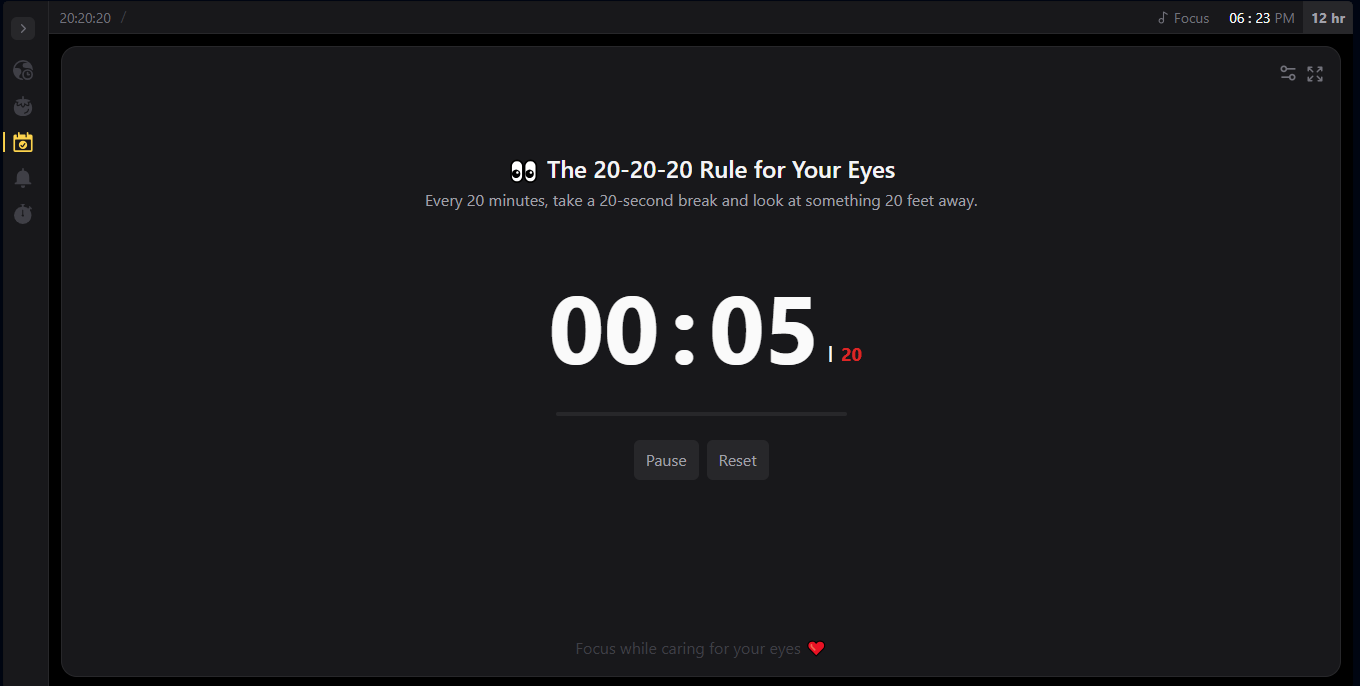 20:20:20 /
Focus 06 : 23 PM 12 hr
👀 The 20-20-20 Rule for Your Eyes
Every 20 minutes, take a 20-second break and look at something 20 feet away.
00:05 | 20
Pause Reset
Focus while caring for your eyes ❤️